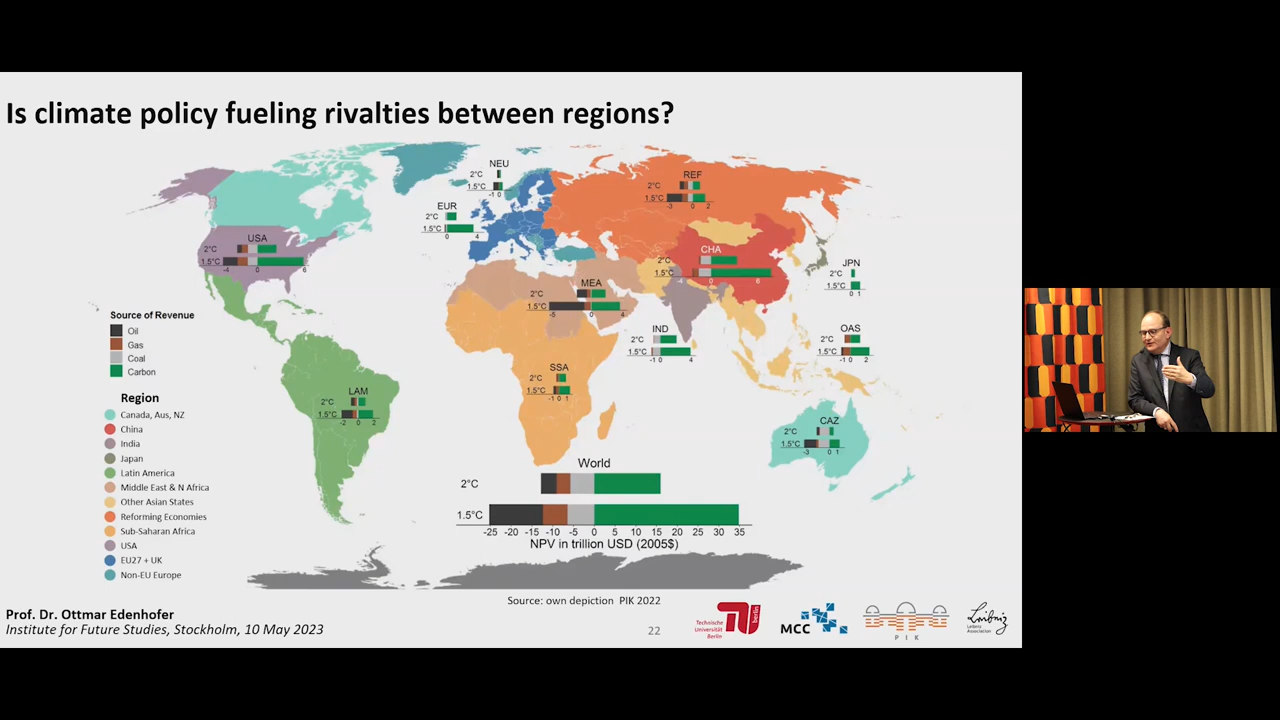 Is climate policy fueling rivalties between regions?
NEU
2°C
1.5°C
-1 0
EUR
2°C
1.5°C
0 4
REF
2°C
1.5°C
-3 0 2
USA
2°C
1.5°C
-4 0 6
CHA
2°C
1.5°C
0 6
JPN
2°C
1.5°C
0 1
MEA
2°C
1.5°C
-5 0 4
IND
2°C
1.5°C
-1 0 4
OAS
2°C
1.5°C
-1 0 2
SSA
2°C
1.5°C
-1 0 1
LAM
2°C
1.5°C
-2 0 2
CAZ
2°C
1.5°C
-3 0 1
Source of Revenue
Oil
Gas
Coal
Carbon
Region
Canada, Aus, NZ
China
India
Japan
Latin America
Middle East & N Africa
Other Asian States
Reforming Economies
Sub-Saharan Africa
USA
EU27 + UK
Non-EU Europe
World
2°C
1.5°C
-25 -20 -15 -10 -5 0 5 10 15 20 25 30 35
NPV in trillion USD (2005$)
Source: own depiction PIK 2022
Prof. Dr. Ottmar Edenhofer
Institute for Future Studies, Stockholm, 10 May 2023
22
Technische
Universität
Berlin
berlin
MCC
PIK
Leibniz
Leibniz
Association